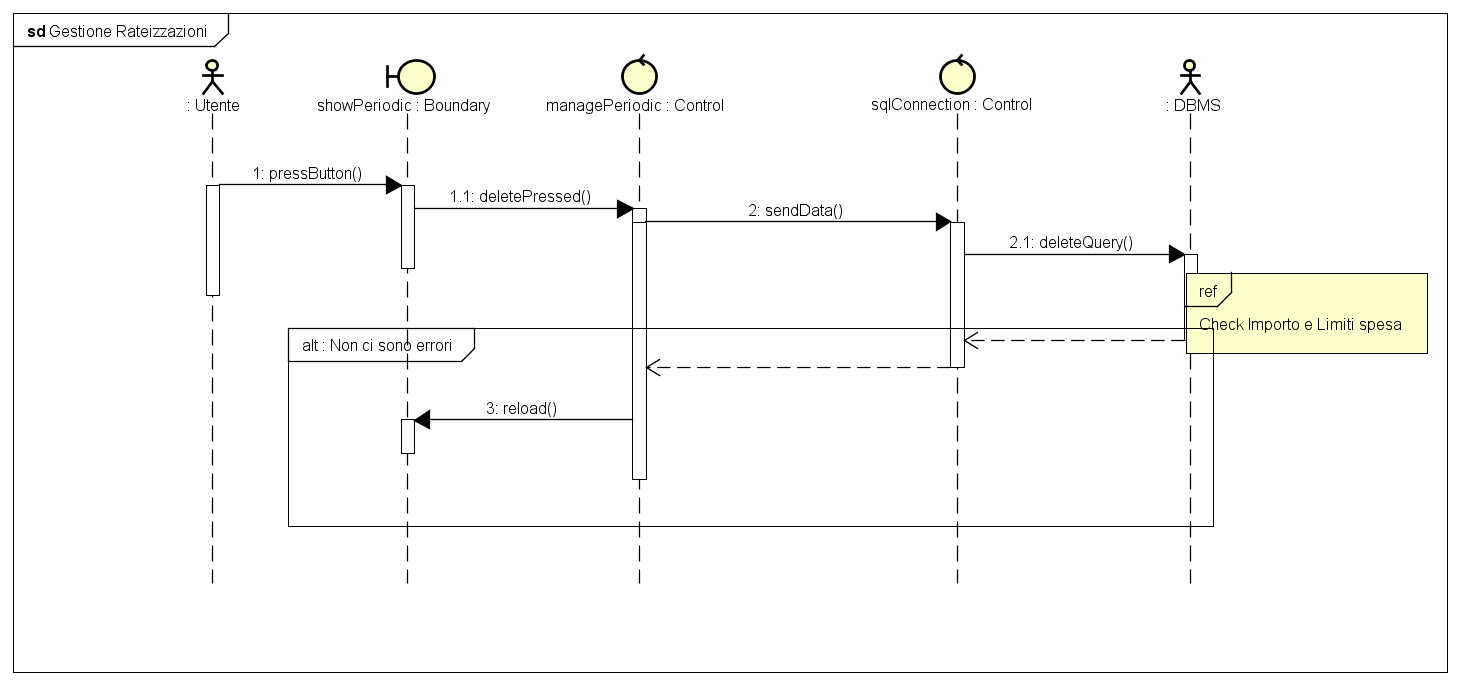 sd Gestione Rateizzazioni
: Utente
showPeriodic : Boundary
managePeriodic : Control
sqlConnection : Control
: DBMS
1: pressButton()
1.1: deletePressed()
2: sendData()
2.1: deleteQuery()
ref
Check Importo e Limiti spesa
alt : Non ci sono errori
3: reload()